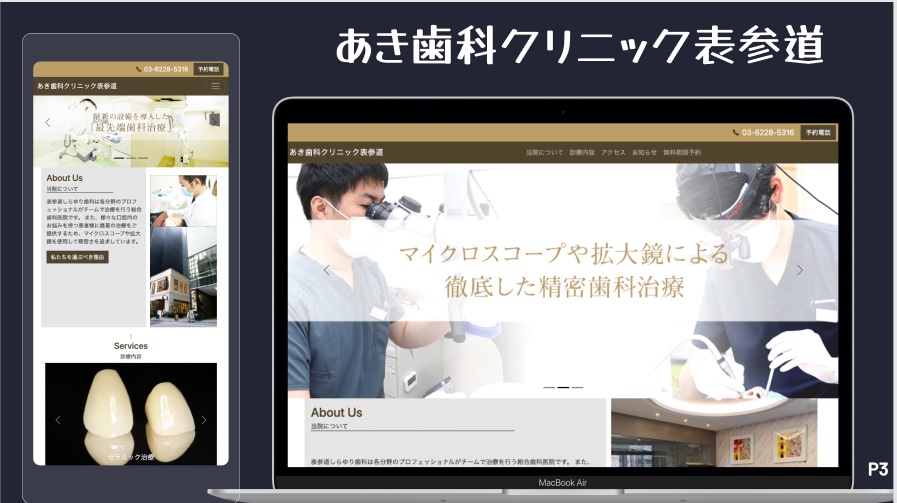 あき歯科クリニック表参道
03-6228-5316 予約電話
あき歯科クリニック表参道
最新の設備を導入した
「最先端歯科治療」
About Us
当院について
表参道しらゆり歯科は各分野のプロフ
ェッショナルがチームで治療を行う総合
歯科医院です。 また、様々な口腔内の
お悩みを持つ患者様に最善の治療をご
提供するため、マイクロスコープや拡大
鏡を使用して精密さを追求しています。
私たちを選ぶべき理由
Services
診療内容
セラミック治療
03-6228-5316 予約電話
あき歯科クリニック表参道 当院について 診療内容 アクセス お知らせ 無料相談予約
マイクロスコープや拡大鏡による
徹底した精密歯科治療
About Us
当院について
表参道しらゆり歯科は各分野のプロフェッショナルがチームで治療を行う総合歯科医院です。 また、
MacBook Air
P3